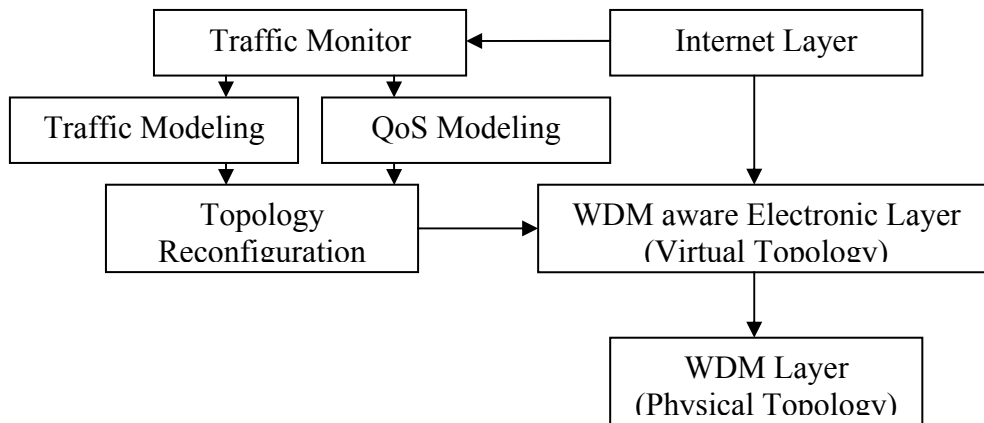 Traffic Monitor
Internet Layer
Traffic Modeling
QoS Modeling
Topology
Reconfiguration
WDM aware Electronic Layer
(Virtual Topology)
WDM Layer
(Physical Topology)